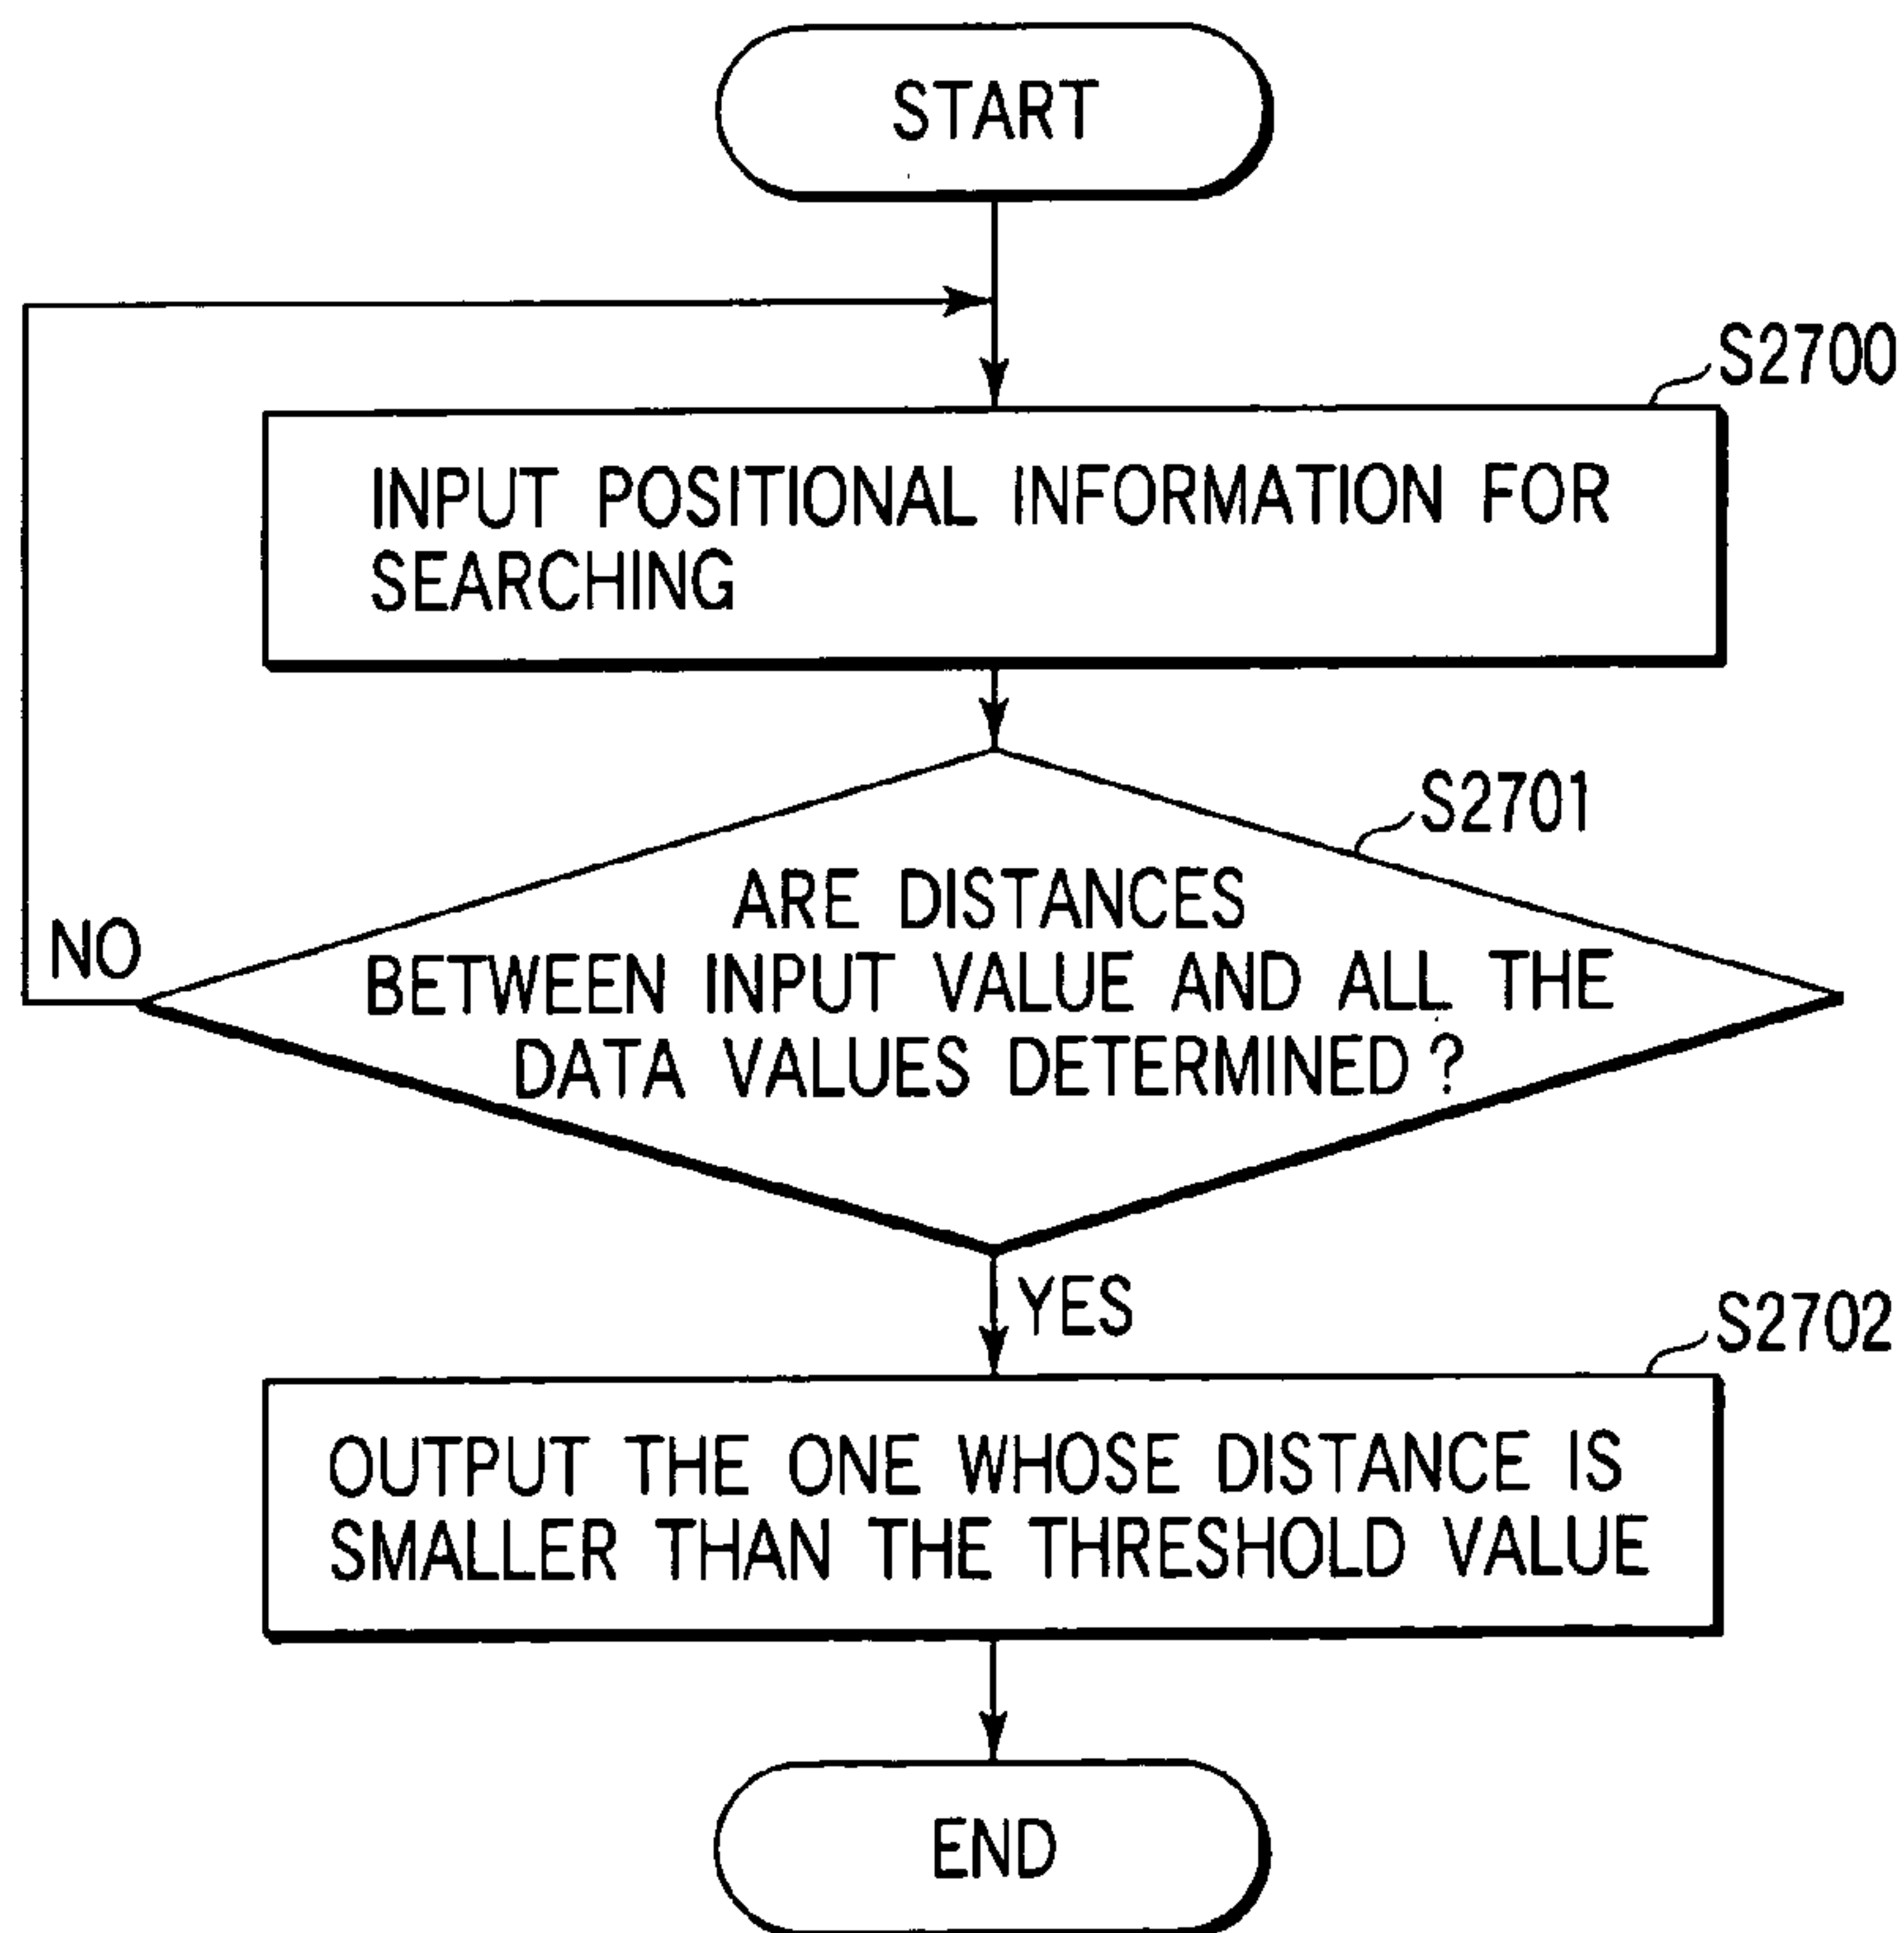 START
S2700
INPUT POSITIONAL INFORMATION FOR
SEARCHING
S2701
ARE DISTANCES
BETWEEN INPUT VALUE AND ALL THE
DATA VALUES DETERMINED ?
NO
YES
S2702
OUTPUT THE ONE WHOSE DISTANCE IS
SMALLER THAN THE THRESHOLD VALUE
END